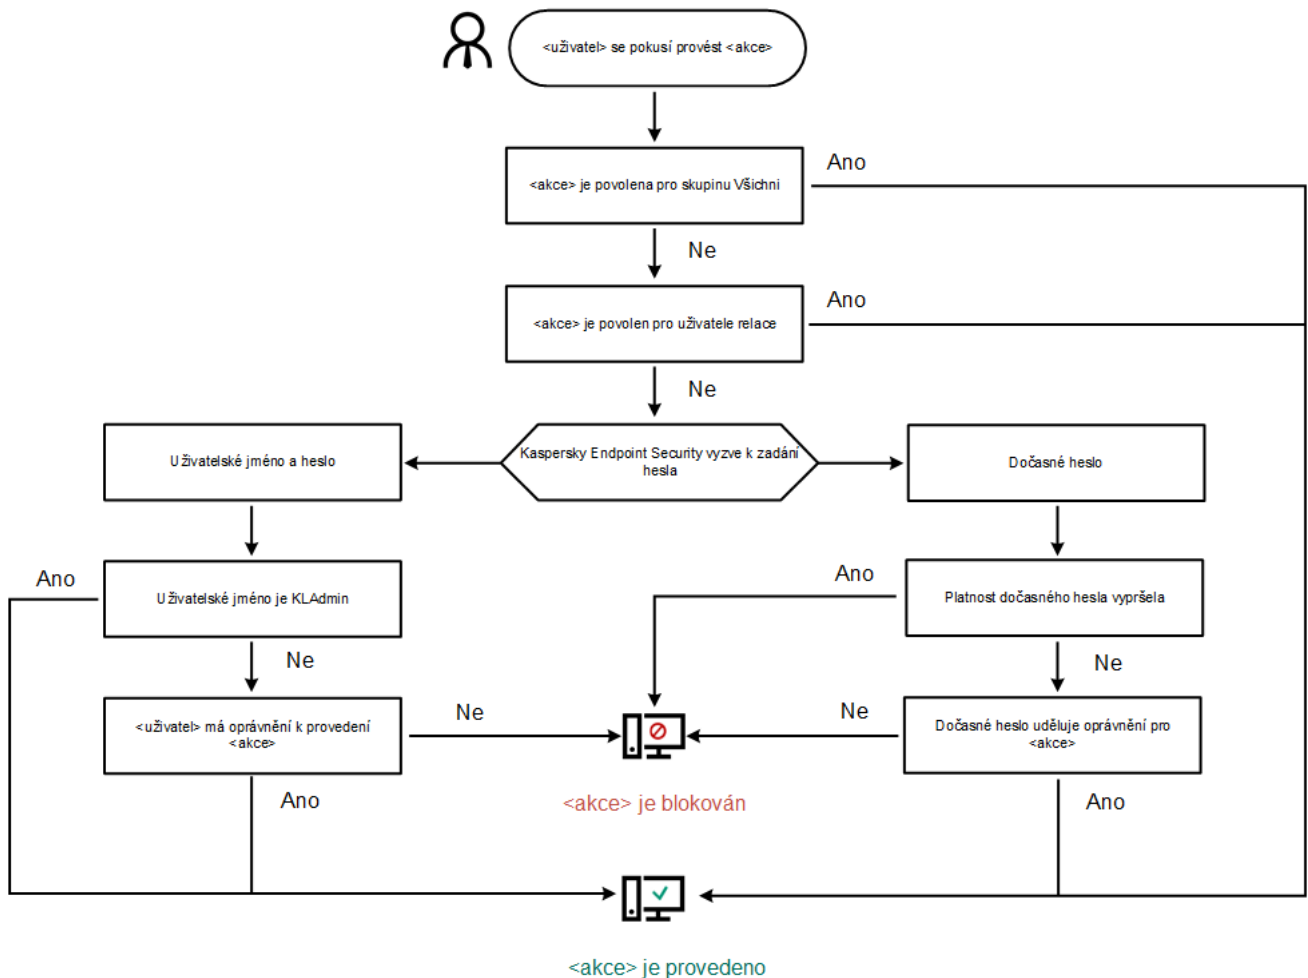 <uživatel> se pokusí provést <akce>
Ano
<akce> je povolena pro skupinu Všichni
Ne
Ano
<akce> je povolen pro uživatele relace
Ne
Uživatelské jméno a heslo
Kaspersky Endpoint Security vyzve k zadání
hesla
Dočasné heslo
Ano
Uživatelské jméno je KLAdmin
Ano
Platnost dočasného hesla vypršela
Ne
Ne
<uživatel> má oprávnění k provedení
<akce>
Ne
Ne
Dočasné heslo uděluje oprávnění pro
<akce>
Ano
<akce> je blokován
Ano
<akce> je provedeno